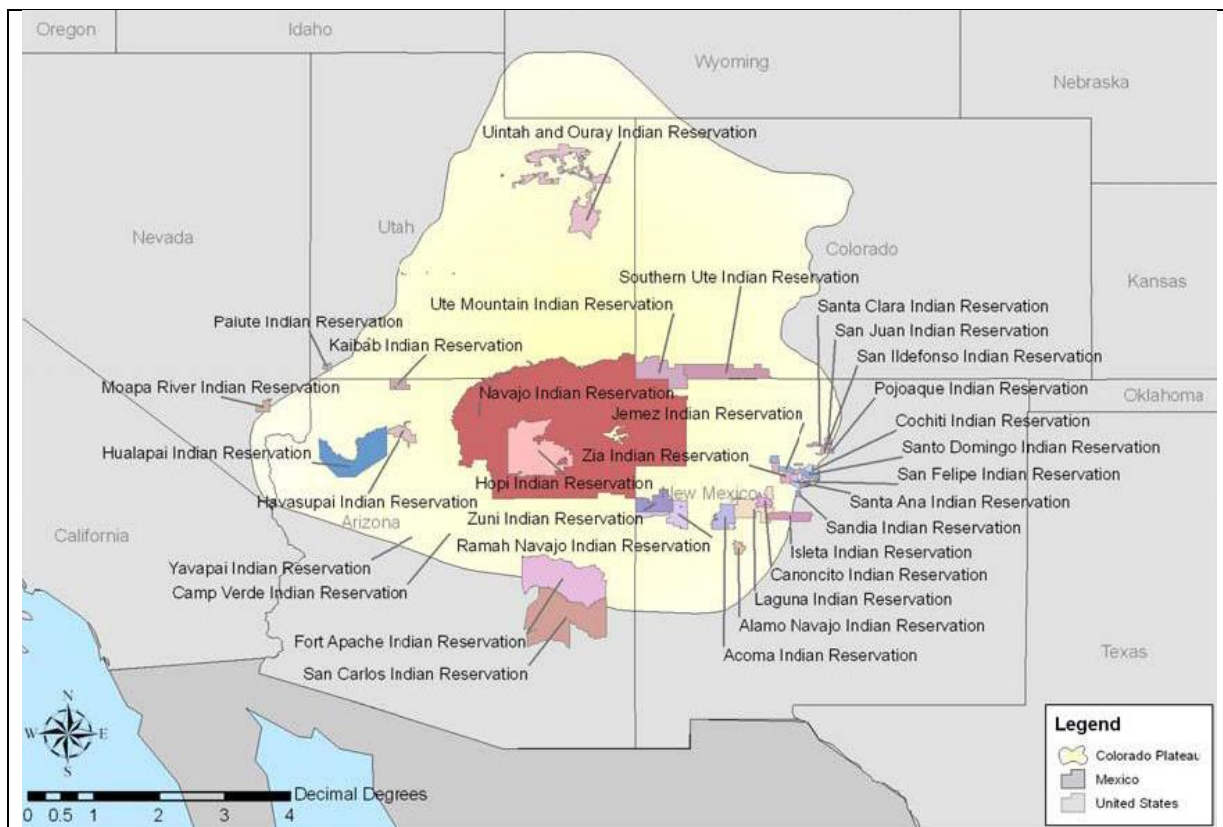 Oregon
Idaho
Wyoming
Nebraska
Uintah and Ouray Indian Reservation
Nevada
Utah
Colorado
Kansas
Southern Ute Indian Reservation
Ute Mountain Indian Reservation
Santa Clara Indian Reservation
Paiute Indian Reservation
San Juan Indian Reservation
Kaibab Indian Reservation
San Ildefonso Indian Reservation
Moapa River Indian Reservation
Navajo Indian Reservation
Pojoaque Indian Reservation
Oklahoma
Jemez Indian Reservation
Cochiti Indian Reservation
Hualapai Indian Reservation
Zia Indian Reservation
Santo Domingo Indian Reservation
San Felipe Indian Reservation
Hopi Indian Reservation
New Mexico
Havasupai Indian Reservation
Santa Ana Indian Reservation
Arizona
Zuni Indian Reservation
Sandia Indian Reservation
California
Ramah Navajo Indian Reservation
Isleta Indian Reservation
Yavapai Indian Reservation
Canoncito Indian Reservation
Camp Verde Indian Reservation
Laguna Indian Reservation
Alamo Navajo Indian Reservation
Fort Apache Indian Reservation
Acoma Indian Reservation
Texas
San Carlos Indian Reservation
N
W E
S
Legend
Colorado Plateau
Mexico
United States
Decimal Degrees
0 0.5 1 2 3 4